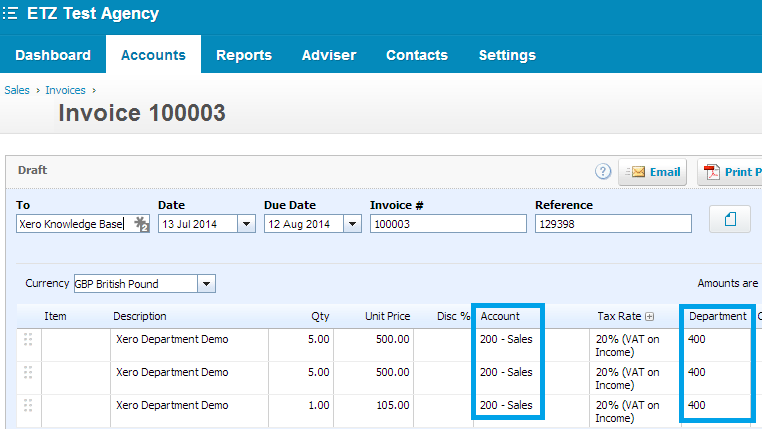 ETZ Test Agency
Dashboard Accounts Reports Adviser Contacts Settings
Sales › Invoices ›
Invoice 100003
Draft ? Email Print P
To Date Due Date Invoice # Reference
Xero Knowledge Base 2 13 Jul 2014 12 Aug 2014 100003 129398
Currency GBP British Pound Amounts are
Item Description Qty Unit Price Disc % Account Tax Rate Department
Xero Department Demo 5.00 500.00 200 - Sales 20% (VAT on 400
Income)
Xero Department Demo 5.00 500.00 200 - Sales 20% (VAT on 400
Income)
Xero Department Demo 1.00 105.00 200 - Sales 20% (VAT on 400
Income)